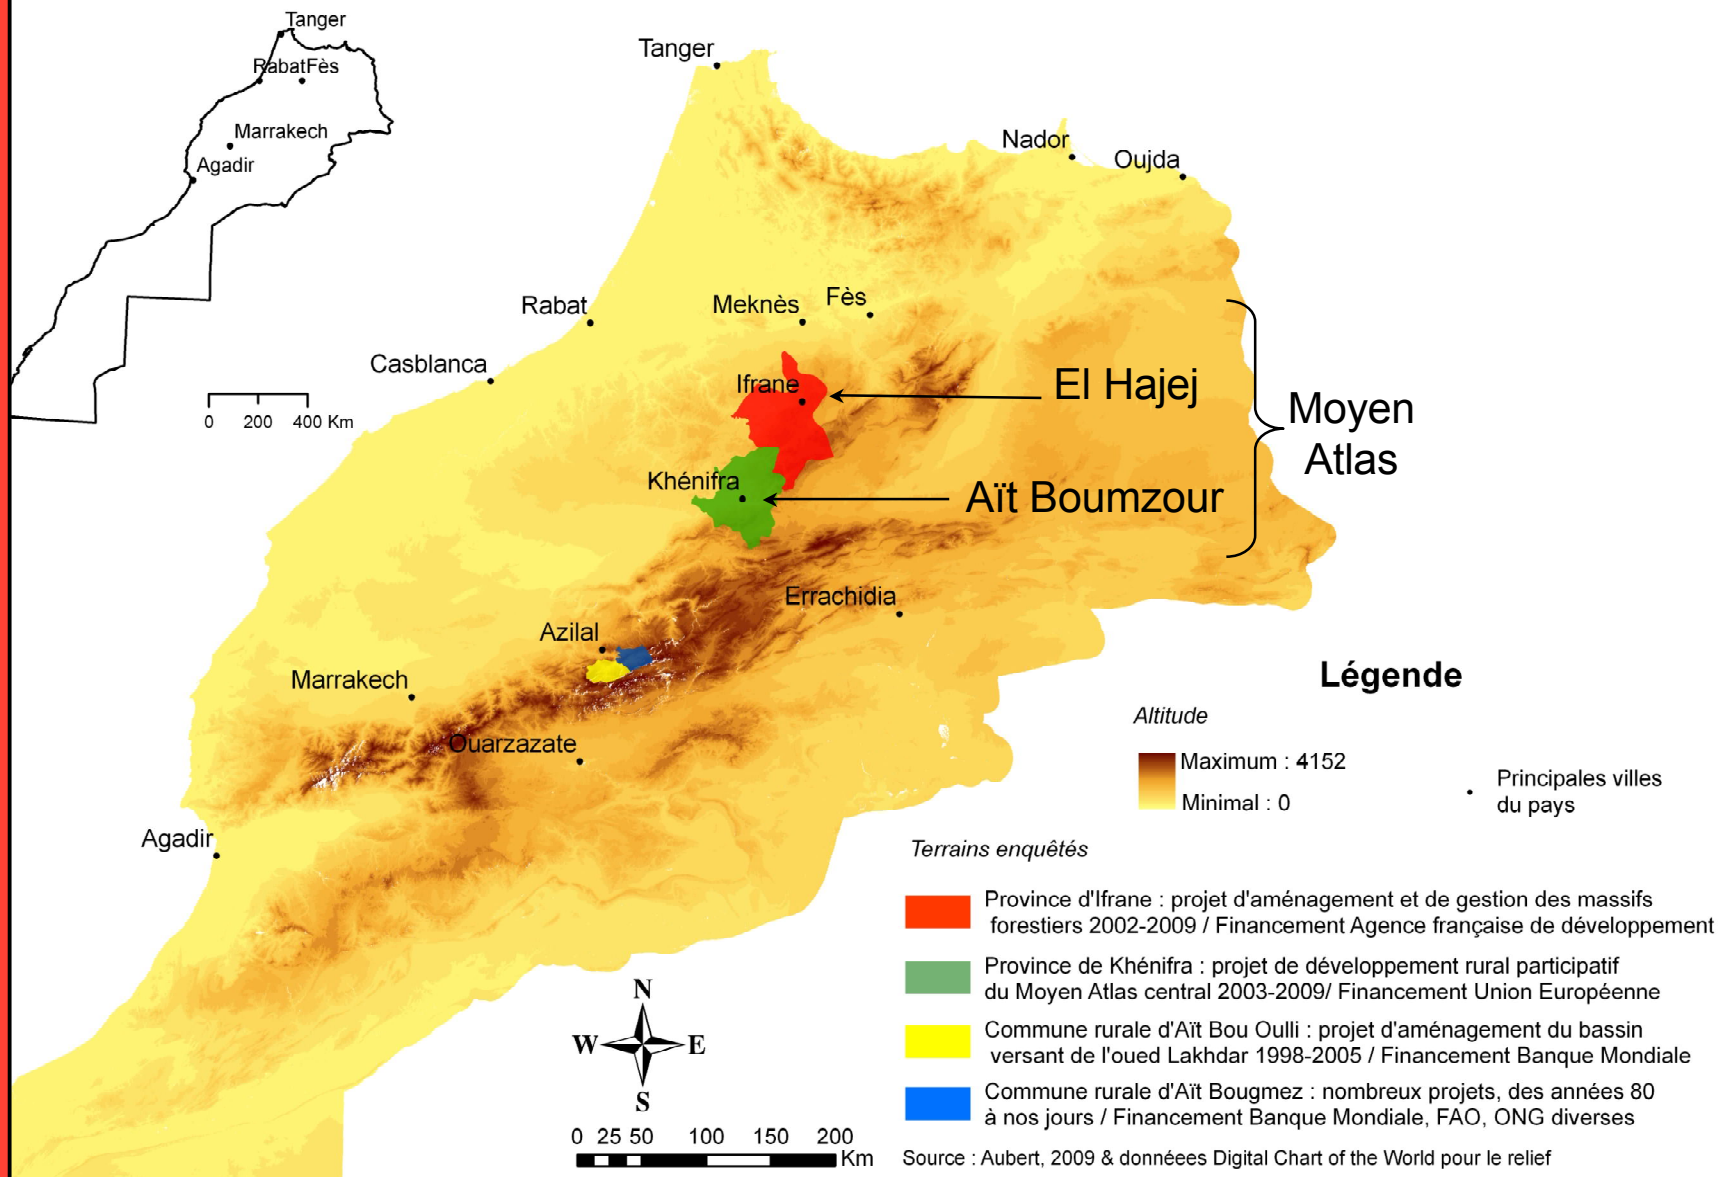 Tanger
Rabat
Fès
Marrakech
Agadir
0 200 400 Km
Tanger
Nador
Oujda
Rabat
Meknès
Fès
Casblanca
Ifrane
El Hajej
Moyen
Atlas
Khénifra
Aït Boumzour
Errachidia
Azilal
Marrakech
Ouarzazate
Agadir
Légende
Altitude
Maximum : 4152
Minimal : 0
Principales villes
du pays
Terrains enquêtés
Province d'Ifrane : projet d'aménagement et de gestion des massifs
forestiers 2002-2009 / Financement Agence française de développement
Province de Khénifra : projet de développement rural participatif
du Moyen Atlas central 2003-2009/ Financement Union Européenne
Commune rurale d'Aït Bou Oulli : projet d'aménagement du bassin
versant de l'oued Lakhdar 1998-2005 / Financement Banque Mondiale
Commune rurale d'Aït Bougmez : nombreux projets, des années 80
à nos jours / Financement Banque Mondiale, FAO, ONG diverses
N
W E
S
0 25 50 100 150 200
Km
Source : Aubert, 2009 & donnéees Digital Chart of the World pour le relief